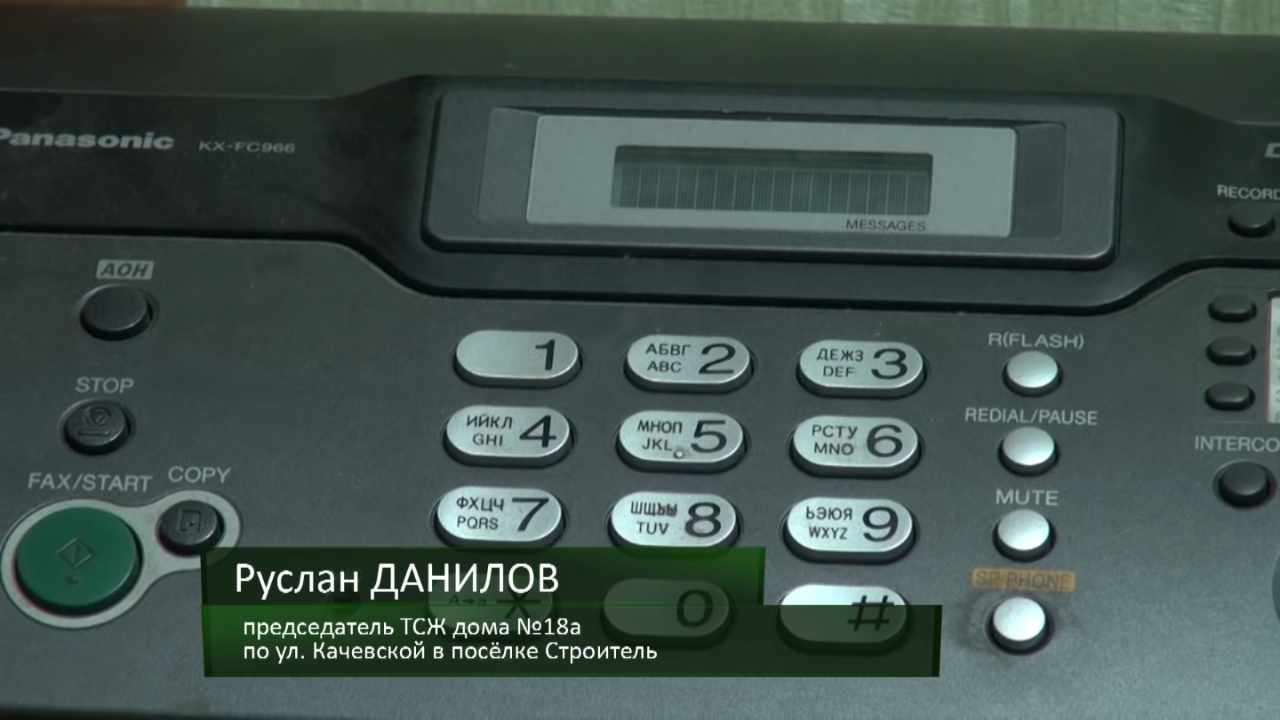 Panasonic KX-FC966
MESSAGES
RECORD
АОН
STOP
FAX/START COPY
1
АБВГ ABC 2
ДЕЖЗ DEF 3
R(FLASH)
ИЙКЛ GHI 4
МНОП JKL 5
РСТУ MNO 6
REDIAL/PAUSE
INTERCO
ФХЦЧ PQRS 7
ШЩЪЫ TUV 8
ЬЭЮЯ WXYZ 9
MUTE
SP-PHONE
0
#
Руслан ДАНИЛОВ
председатель ТСЖ дома №18а
по ул. Качевской в посёлке Строитель